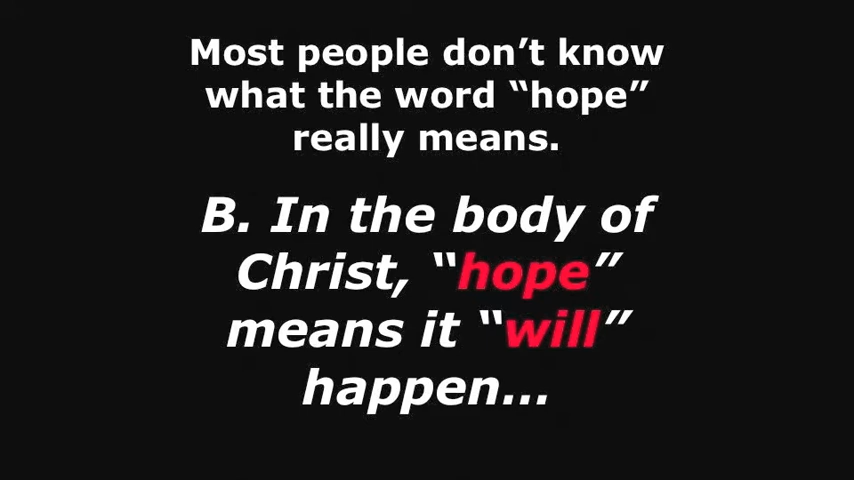 Most people don’t know
what the word “hope”
really means.
B. In the body of
Christ, “hope”
means it “will”
happen...